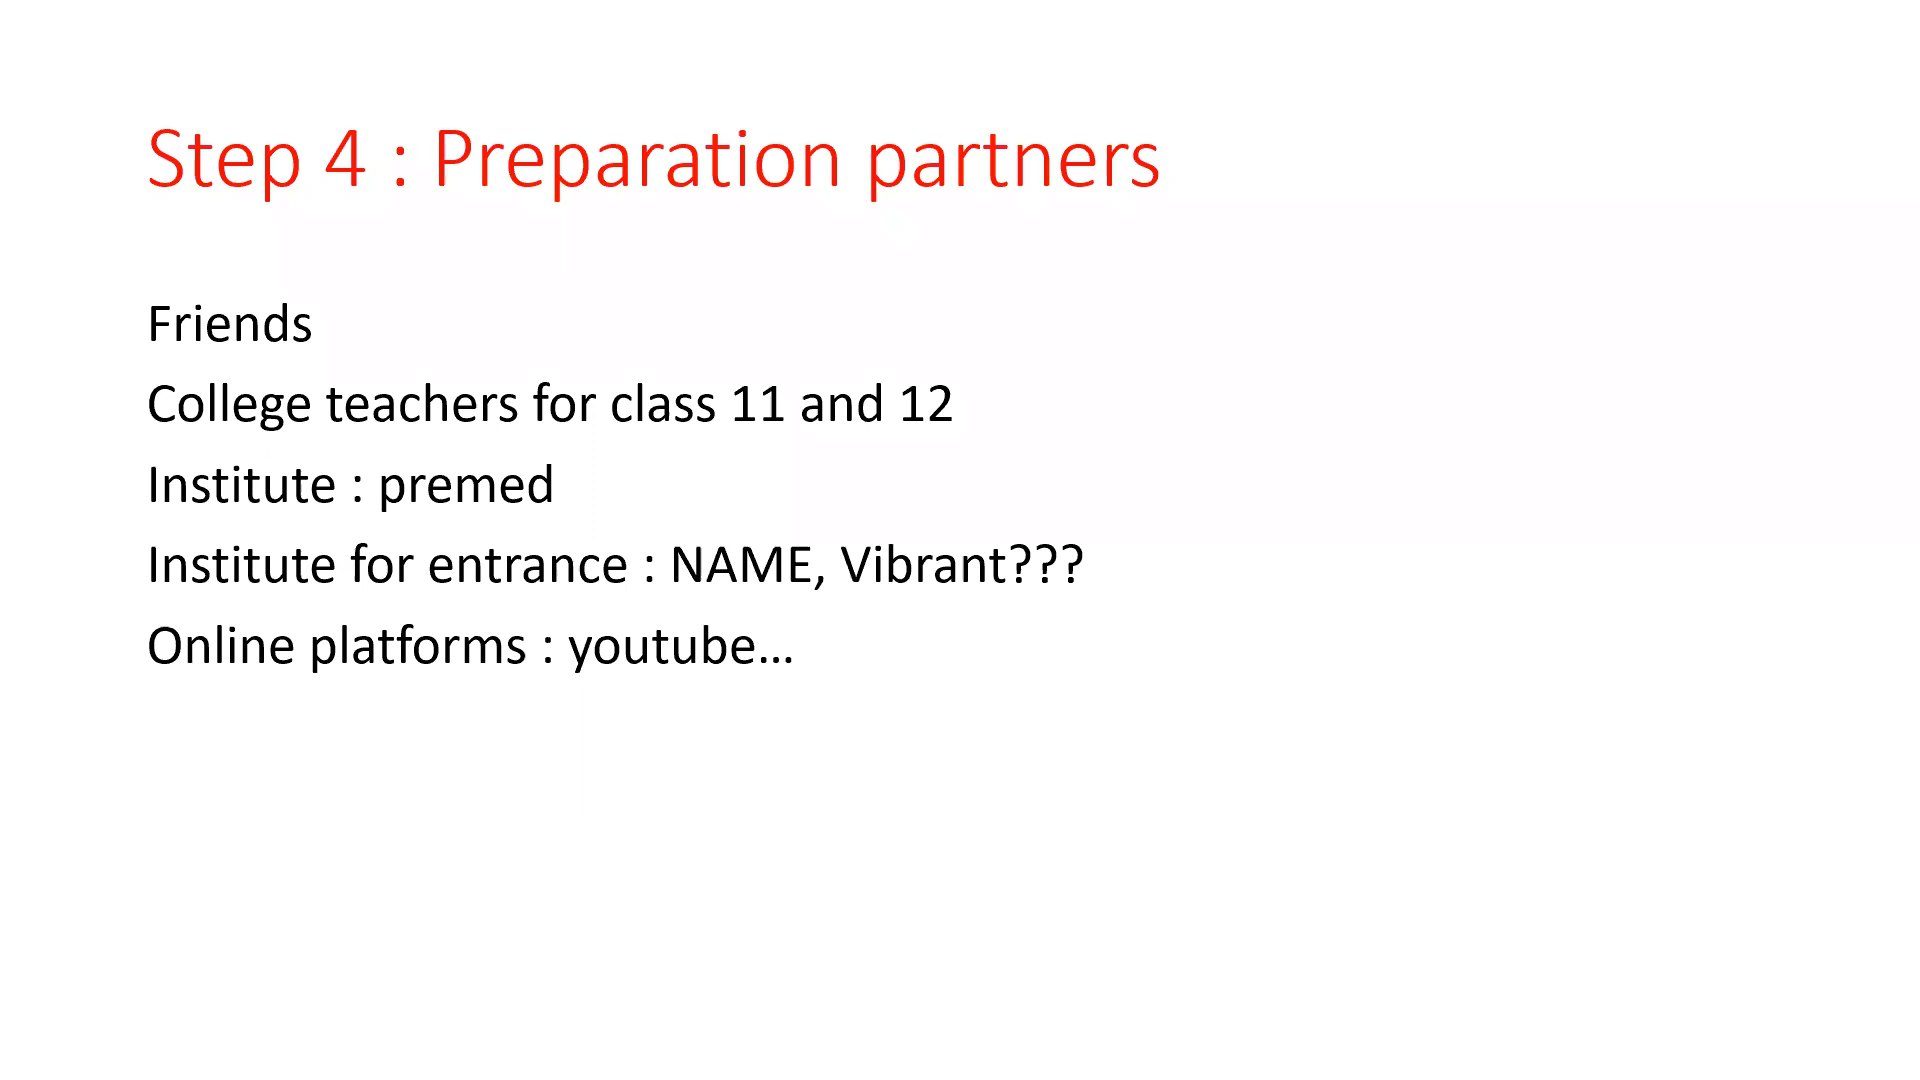 Step 4 : Preparation partners
Friends
College teachers for class 11 and 12
Institute : premed
Institute for entrance : NAME, Vibrant???
Online platforms : youtube…